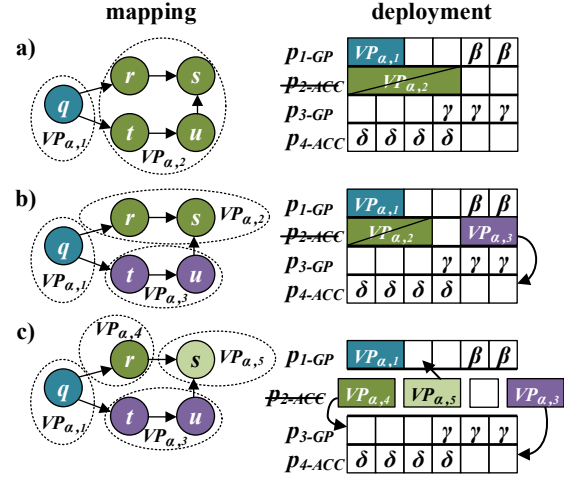 mapping deployment
a)
r s
q
t u
VPα,1
VPα,2
p1-GP VPα,1 β β
p2-ACC VPα,2
p3-GP γ γ γ
p4-ACC δ δ δ δ
b)
r s VPα,2
q
t u
VPα,1
VPα,3
p1-GP VPα,1 β β
p2-ACC VPα,2 VPα,3
p3-GP γ γ γ
p4-ACC δ δ δ δ
c)
VPα,4
r s VPα,5
q
t u
VPα,1
VPα,3
p1-GP VPα,1 β β
p2-ACC VPα,4 VPα,5 VPα,3
p3-GP γ γ γ
p4-ACC δ δ δ δ